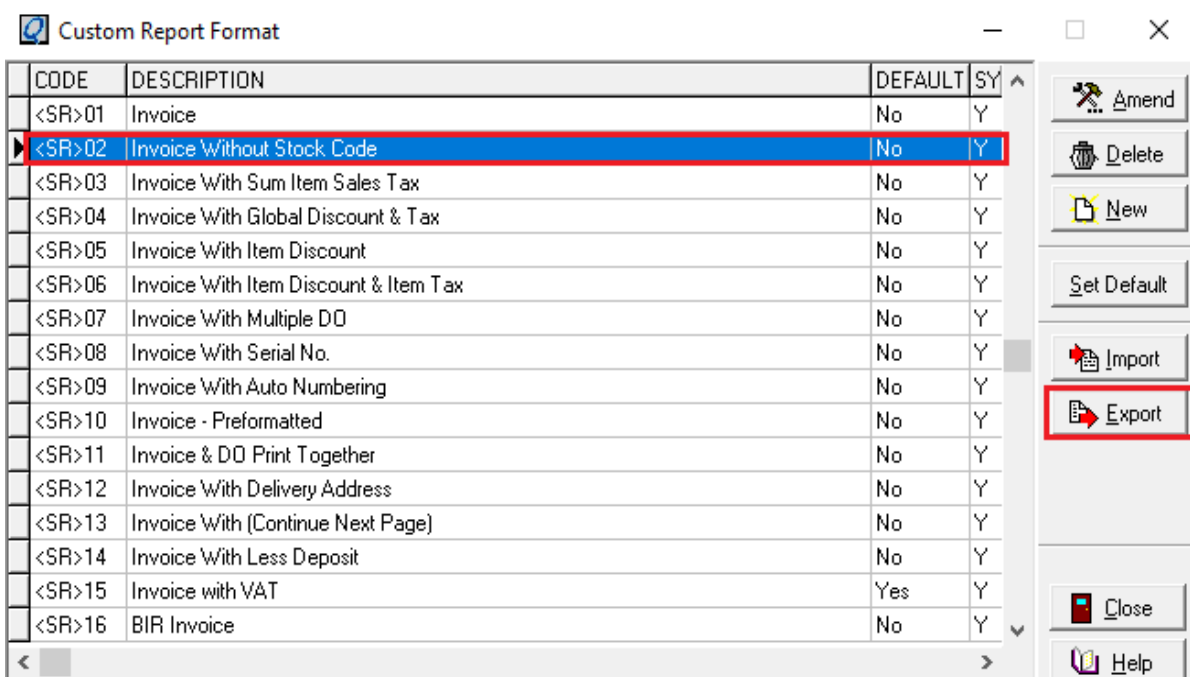 Custom Report Format
CODE DESCRIPTION DEFAULT SY
<SR>01 Invoice No Y
<SR>02 Invoice Without Stock Code No Y
<SR>03 Invoice With Sum Item Sales Tax No Y
<SR>04 Invoice With Global Discount & Tax No Y
<SR>05 Invoice With Item Discount No Y
<SR>06 Invoice With Item Discount & Item Tax No Y
<SR>07 Invoice With Multiple DO No Y
<SR>08 Invoice With Serial No. No Y
<SR>09 Invoice With Auto Numbering No Y
<SR>10 Invoice - Preformatted No Y
<SR>11 Invoice & DO Print Together No Y
<SR>12 Invoice With Delivery Address No Y
<SR>13 Invoice With (Continue Next Page) No Y
<SR>14 Invoice With Less Deposit No Y
<SR>15 Invoice with VAT Yes Y
<SR>16 BIR Invoice No Y
Amend
Delete
New
Set Default
Import
Export
Close
Help